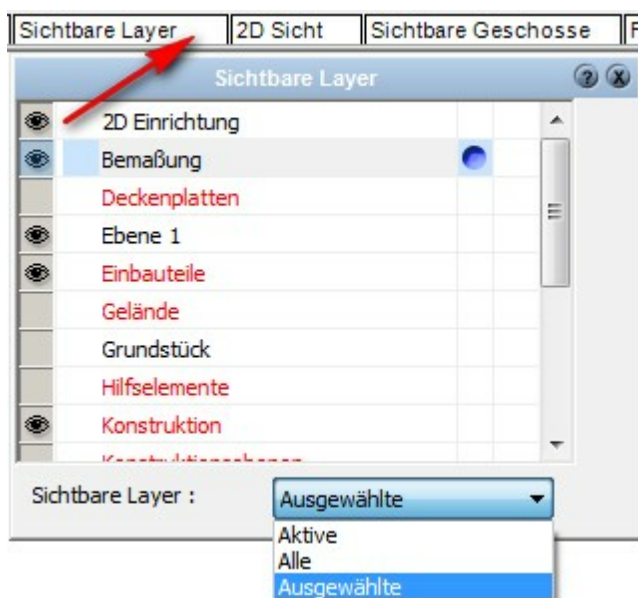 Sichtbare Layer 2D Sicht Sichtbare Geschosse F
Sichtbare Layer
2D Einrichtung
Bemaßung
Deckenplatten
Ebene 1
Einbauteile
Gelände
Grundstück
Hilfselemente
Konstruktion
Konstruktionsebenen
Sichtbare Layer : Ausgewählte
Aktive
Alle
Ausgewählte